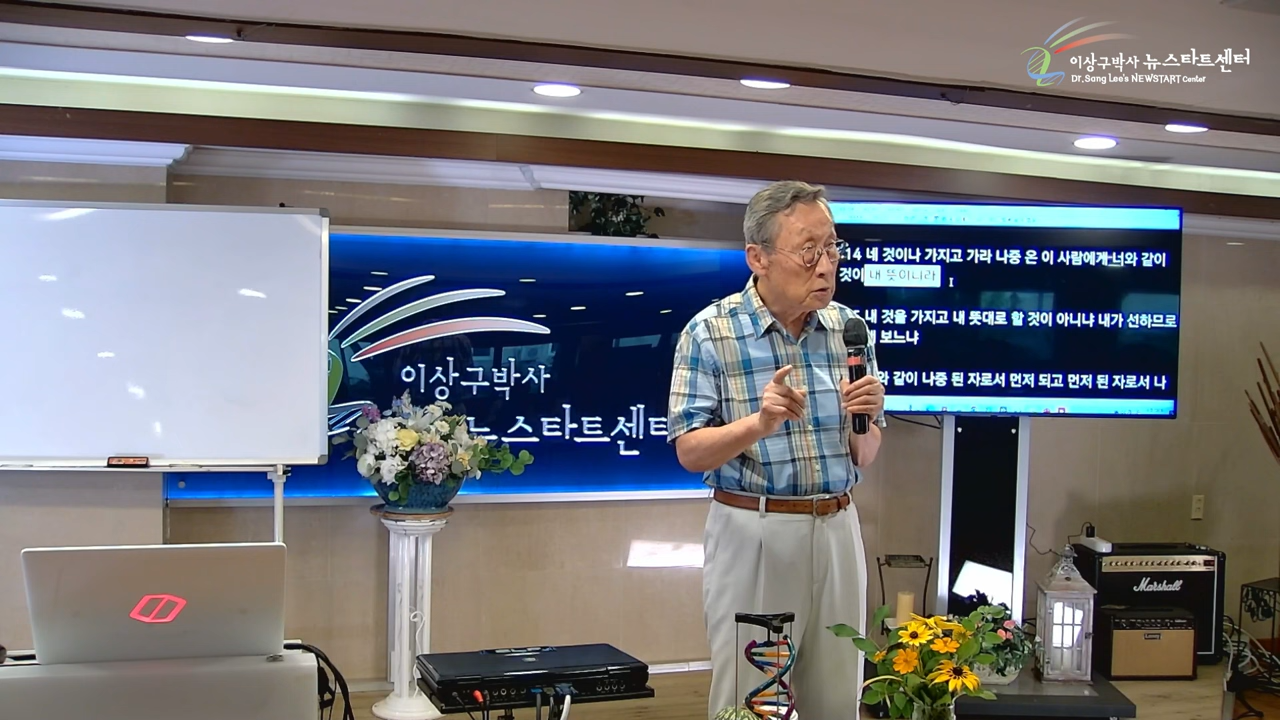 이상구박사 뉴스타트센터
Dr. Sang Lee's NEWSTART Center
.14 네 것이나 가지고 가라 나중 온 이 사람에게 너와 같이
것이 내 뜻이니라
내 것을 가지고 내 뜻대로 할 것이 아니냐 내가 선하므로
보느냐
같이 나중 된 자로서 먼저 되고 먼저 된 자로서 나
이상구박사
뉴스타트센터
Marshall